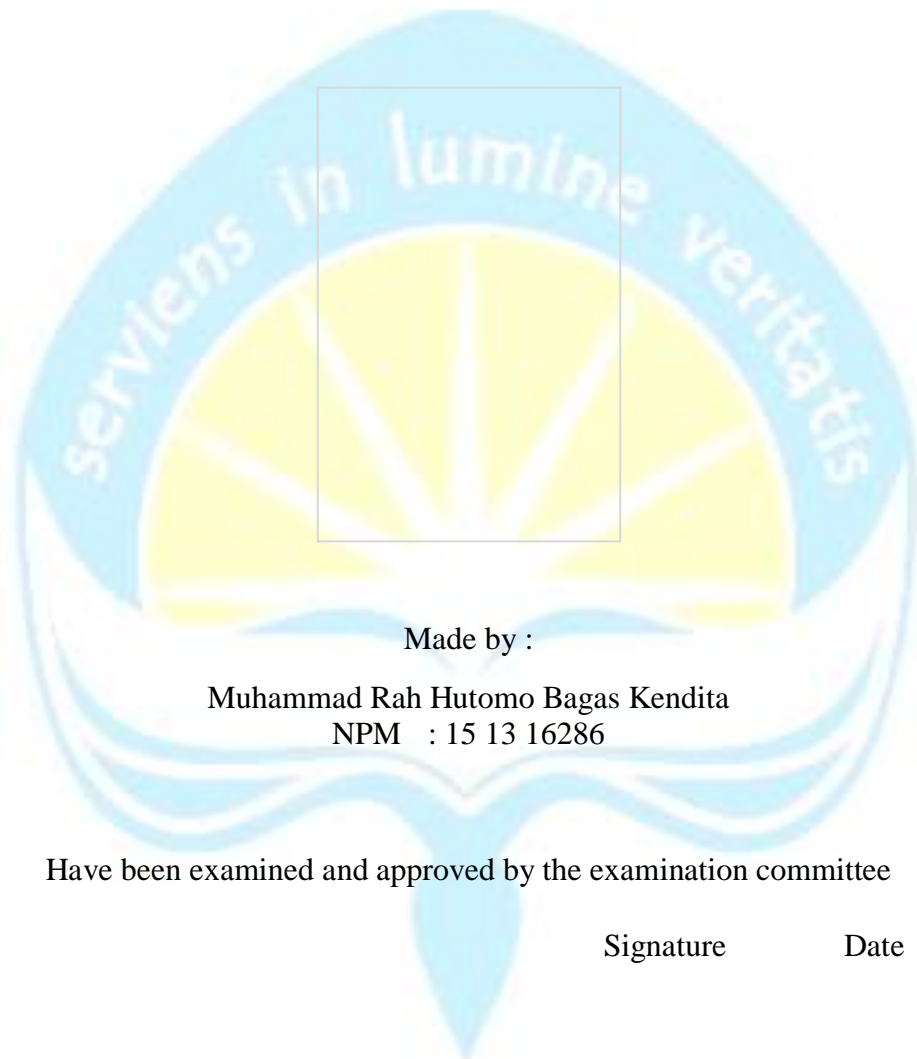 serviens in lumine veritatis
Made by :
Muhammad Rah Hutomo Bagas Kendita
NPM : 15 13 16286
Have been examined and approved by the examination committee
Signature Date